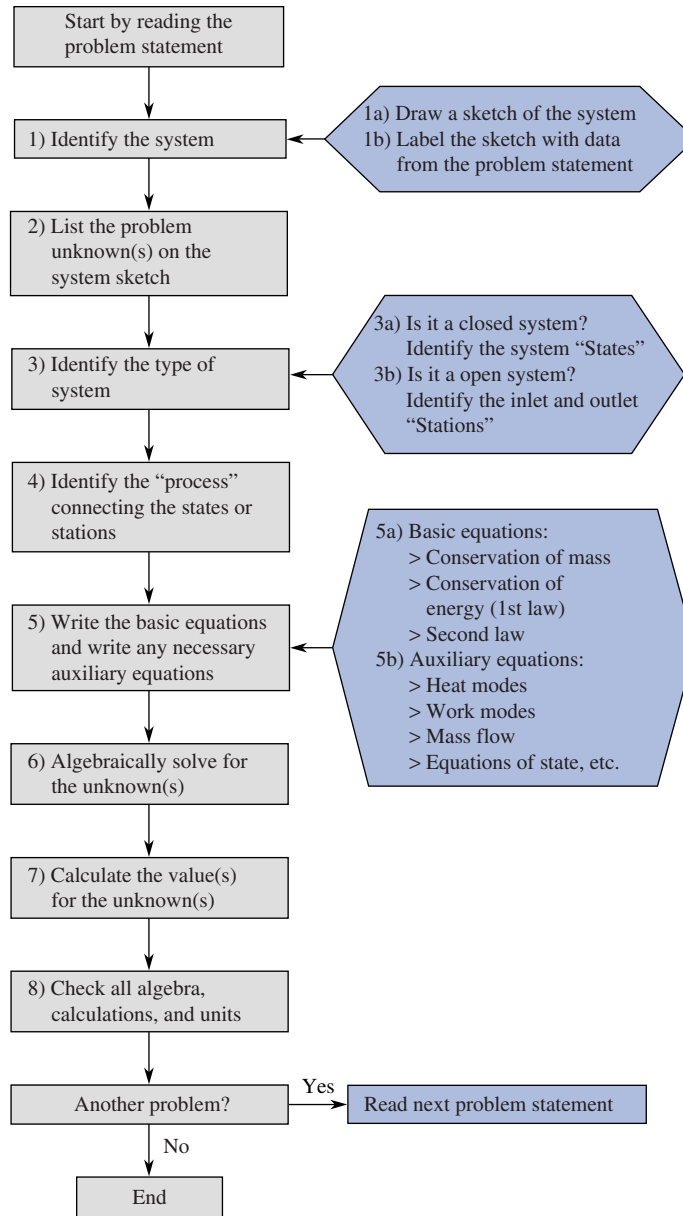 Start by reading the
problem statement
1) Identify the system
1a) Draw a sketch of the system
1b) Label the sketch with data
from the problem statement
2) List the problem
unknown(s) on the
system sketch
3) Identify the type of
system
3a) Is it a closed system?
Identify the system “States”
3b) Is it a open system?
Identify the inlet and outlet
“Stations”
4) Identify the “process”
connecting the states or
stations
5) Write the basic equations
and write any necessary
auxiliary equations
5a) Basic equations:
> Conservation of mass
> Conservation of
energy (1st law)
> Second law
5b) Auxiliary equations:
> Heat modes
> Work modes
> Mass flow
> Equations of state, etc.
6) Algebraically solve for
the unknown(s)
7) Calculate the value(s)
for the unknown(s)
8) Check all algebra,
calculations, and units
Another problem?
Yes
Read next problem statement
No
End